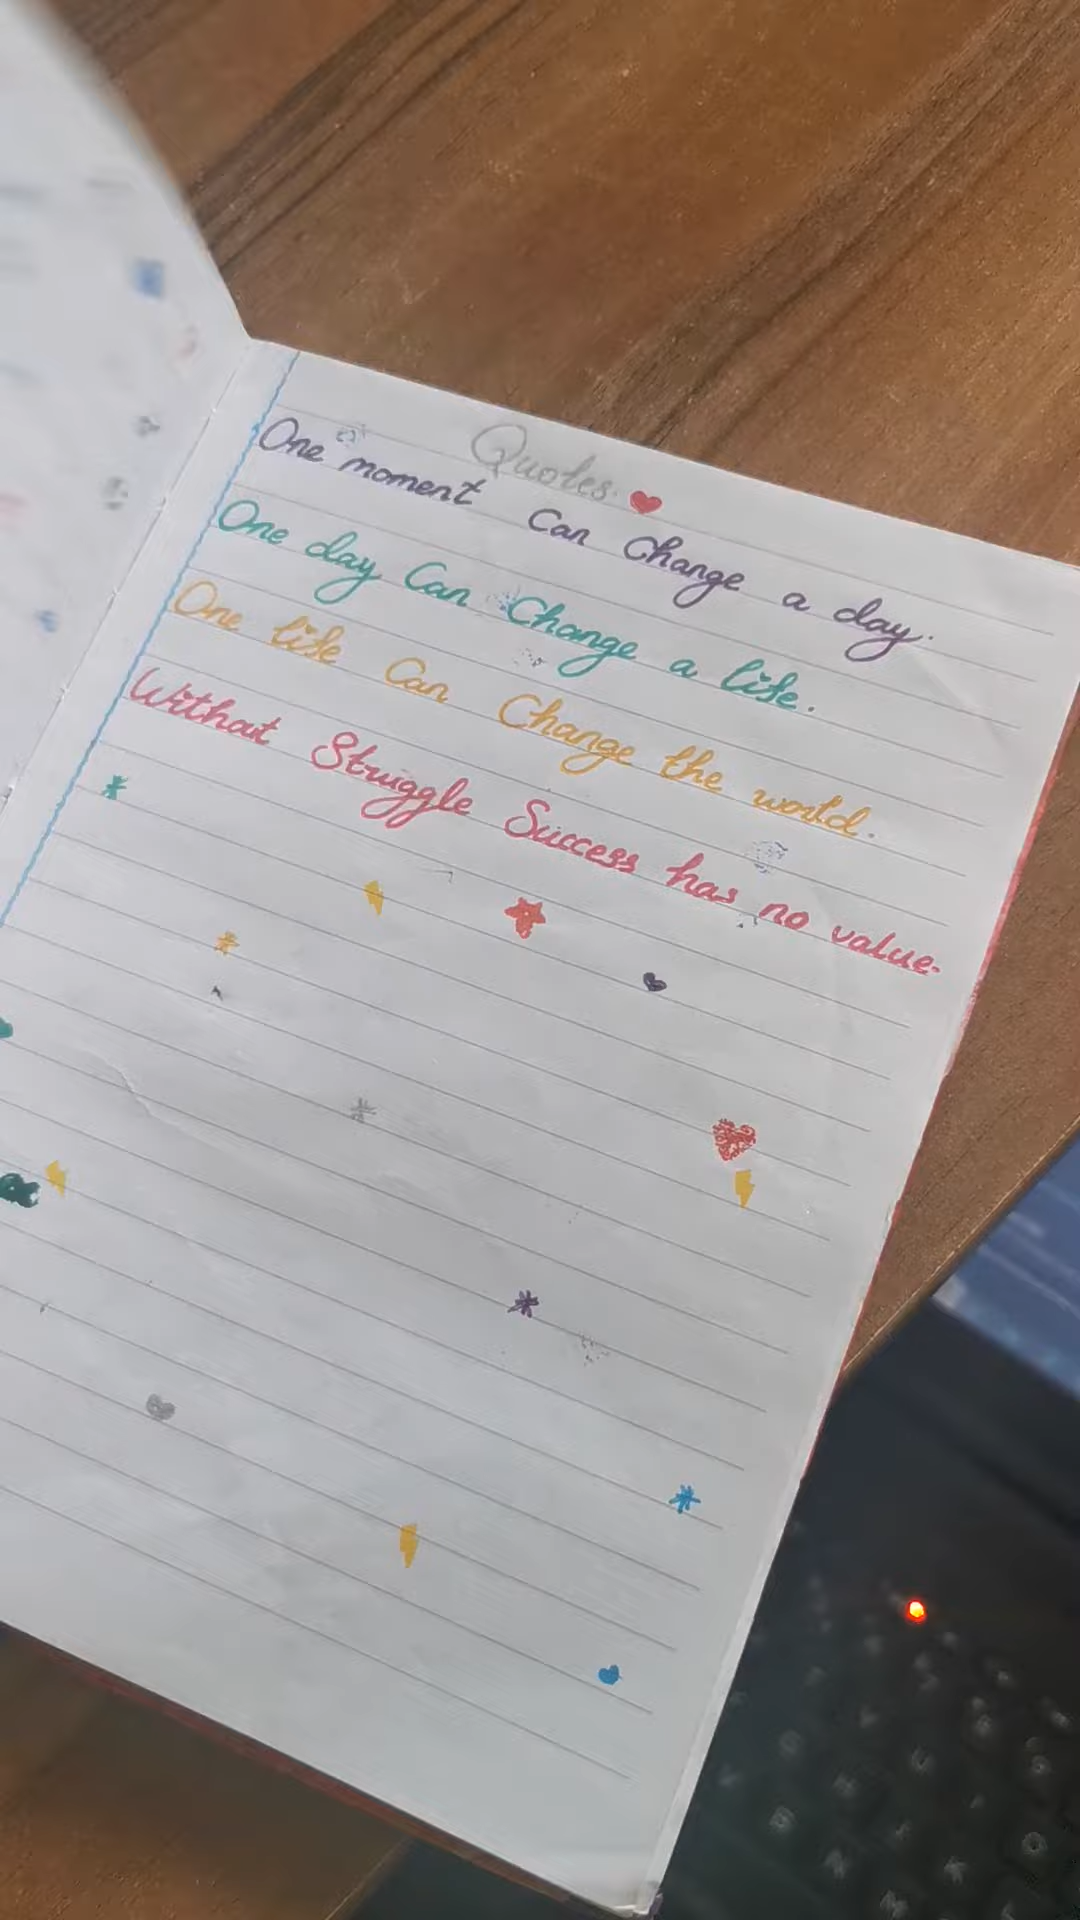 Quotes. ♥
One moment Can Change a day.
One day Can Change a life.
One life Can Change the world.
Without Struggle Success has no value.